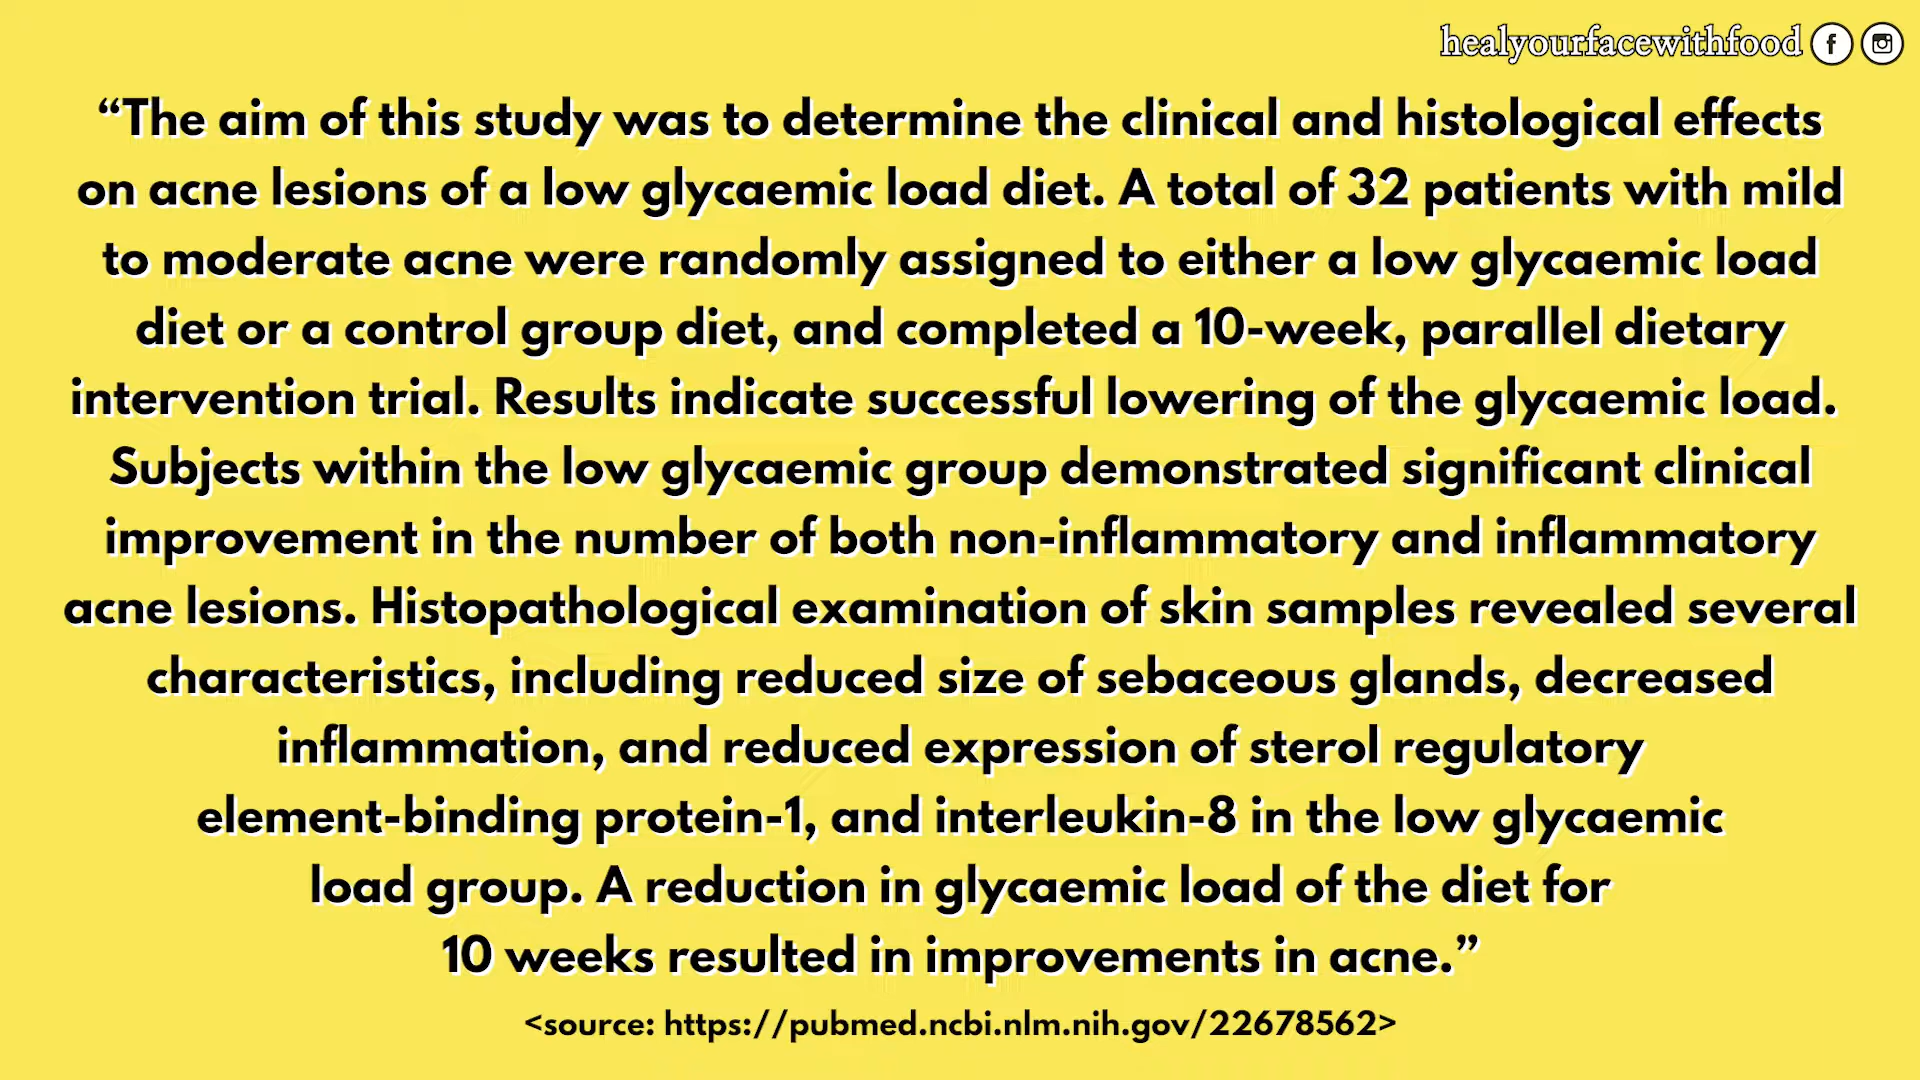 healyourfacewithfood
“The aim of this study was to determine the clinical and histological effects
on acne lesions of a low glycaemic load diet. A total of 32 patients with mild
to moderate acne were randomly assigned to either a low glycaemic load
diet or a control group diet, and completed a 10-week, parallel dietary
intervention trial. Results indicate successful lowering of the glycaemic load.
Subjects within the low glycaemic group demonstrated significant clinical
improvement in the number of both non-inflammatory and inflammatory
acne lesions. Histopathological examination of skin samples revealed several
characteristics, including reduced size of sebaceous glands, decreased
inflammation, and reduced expression of sterol regulatory
element-binding protein-1, and interleukin-8 in the low glycaemic
load group. A reduction in glycaemic load of the diet for
10 weeks resulted in improvements in acne.”
<source: https://pubmed.ncbi.nlm.nih.gov/22678562>